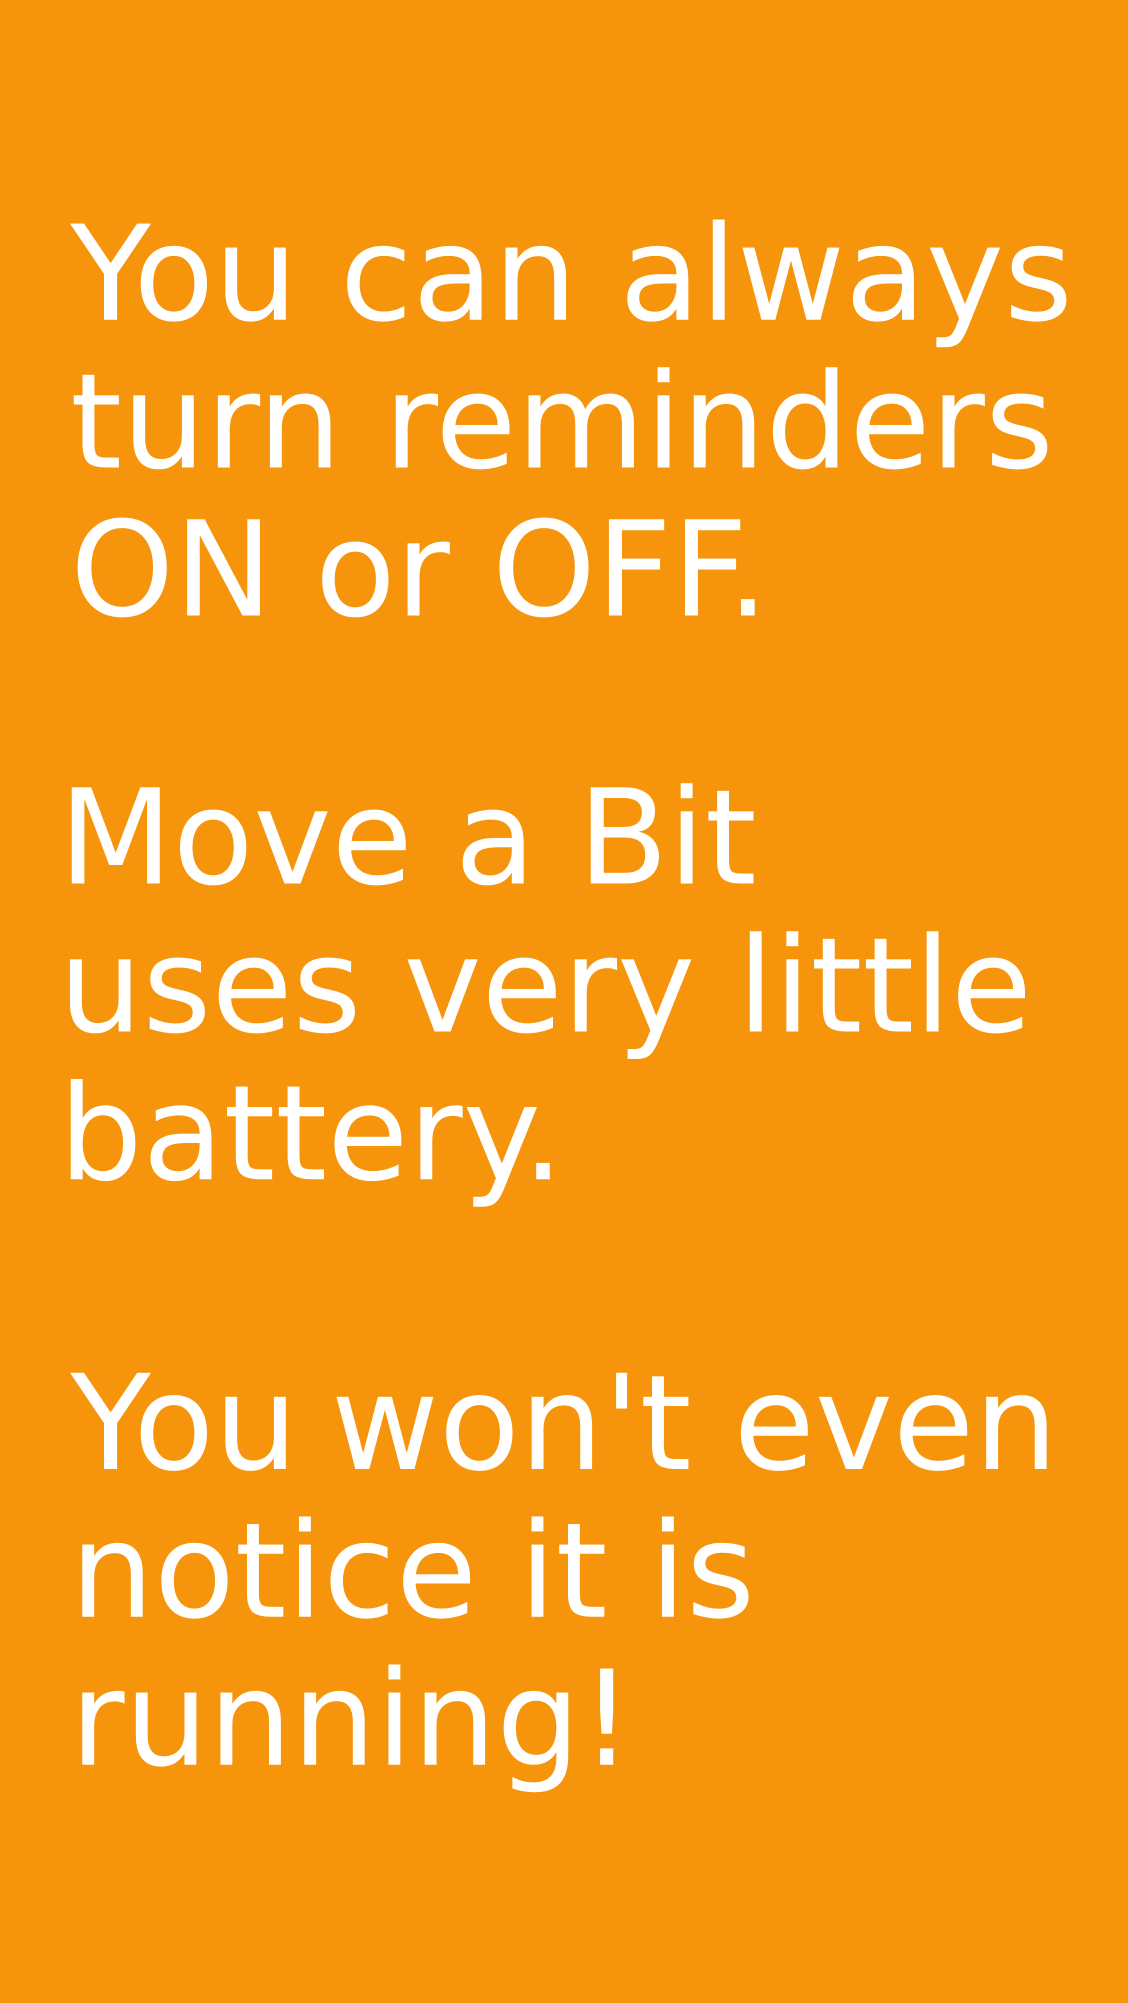 You can always
turn reminders
ON or OFF.
Move a Bit
uses very little
battery.
You won't even
notice it is
running!